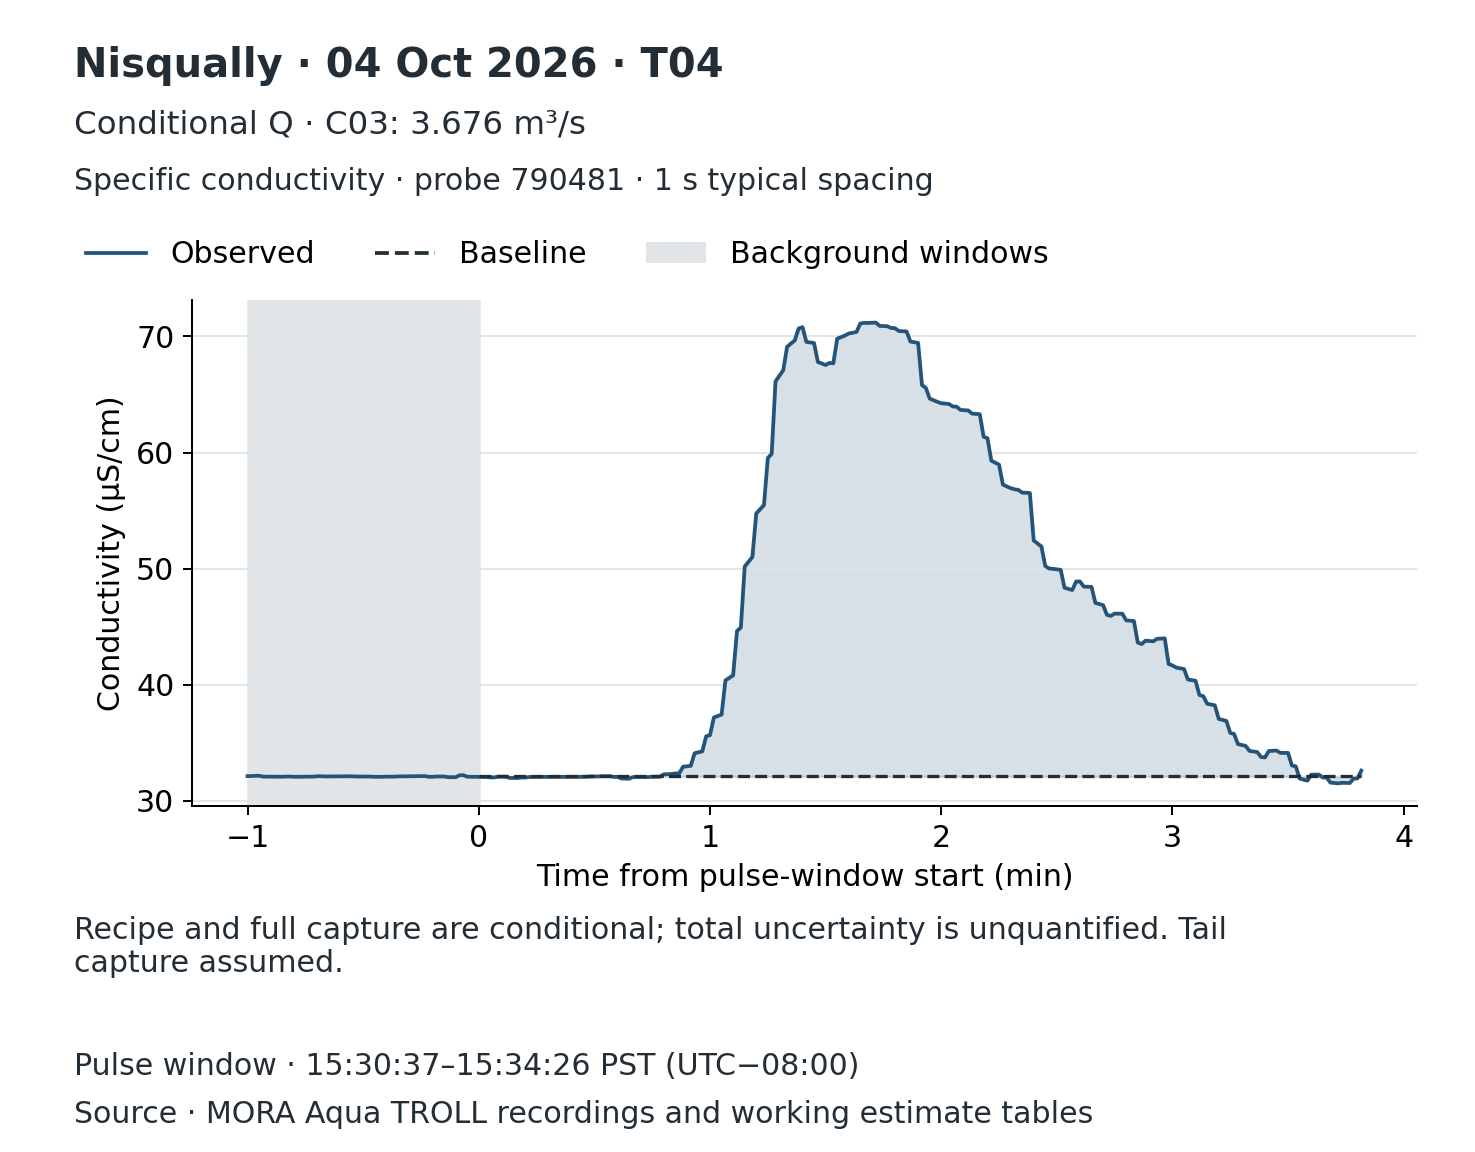 Nisqually · 04 Oct 2026 · T04
Conditional Q · C03: 3.676 m³/s
Specific conductivity · probe 790481 · 1 s typical spacing
Observed Baseline Background windows
70
60
50
40
30
Conductivity (µS/cm)
−1 0 1 2 3 4
Time from pulse-window start (min)
Recipe and full capture are conditional; total uncertainty is unquantified. Tail
capture assumed.
Pulse window · 15:30:37–15:34:26 PST (UTC−08:00)
Source · MORA Aqua TROLL recordings and working estimate tables